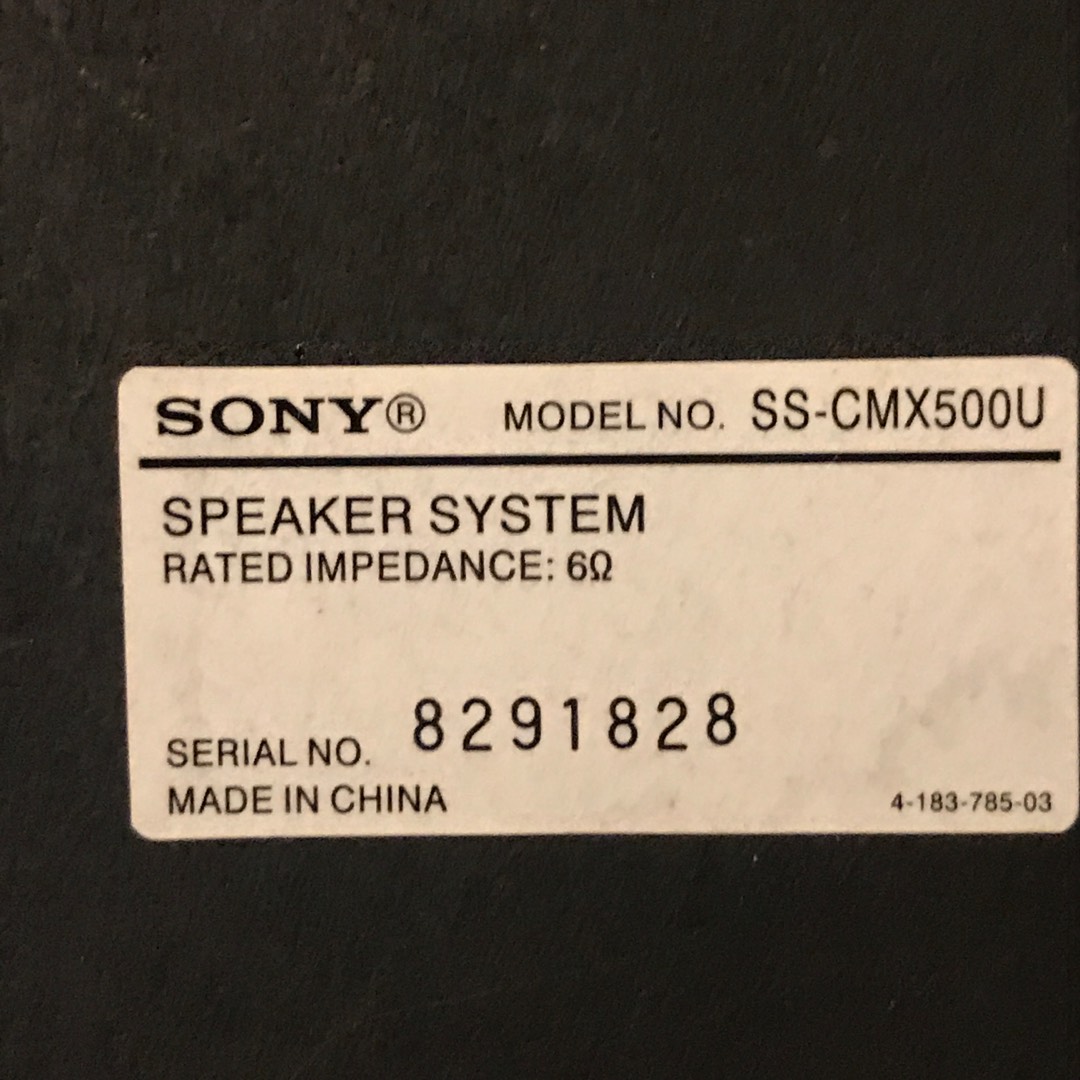 SONY® MODEL NO. SS-CMX500U
SPEAKER SYSTEM
RATED IMPEDANCE: 6Ω
SERIAL NO. 8291828
MADE IN CHINA 4-183-785-03